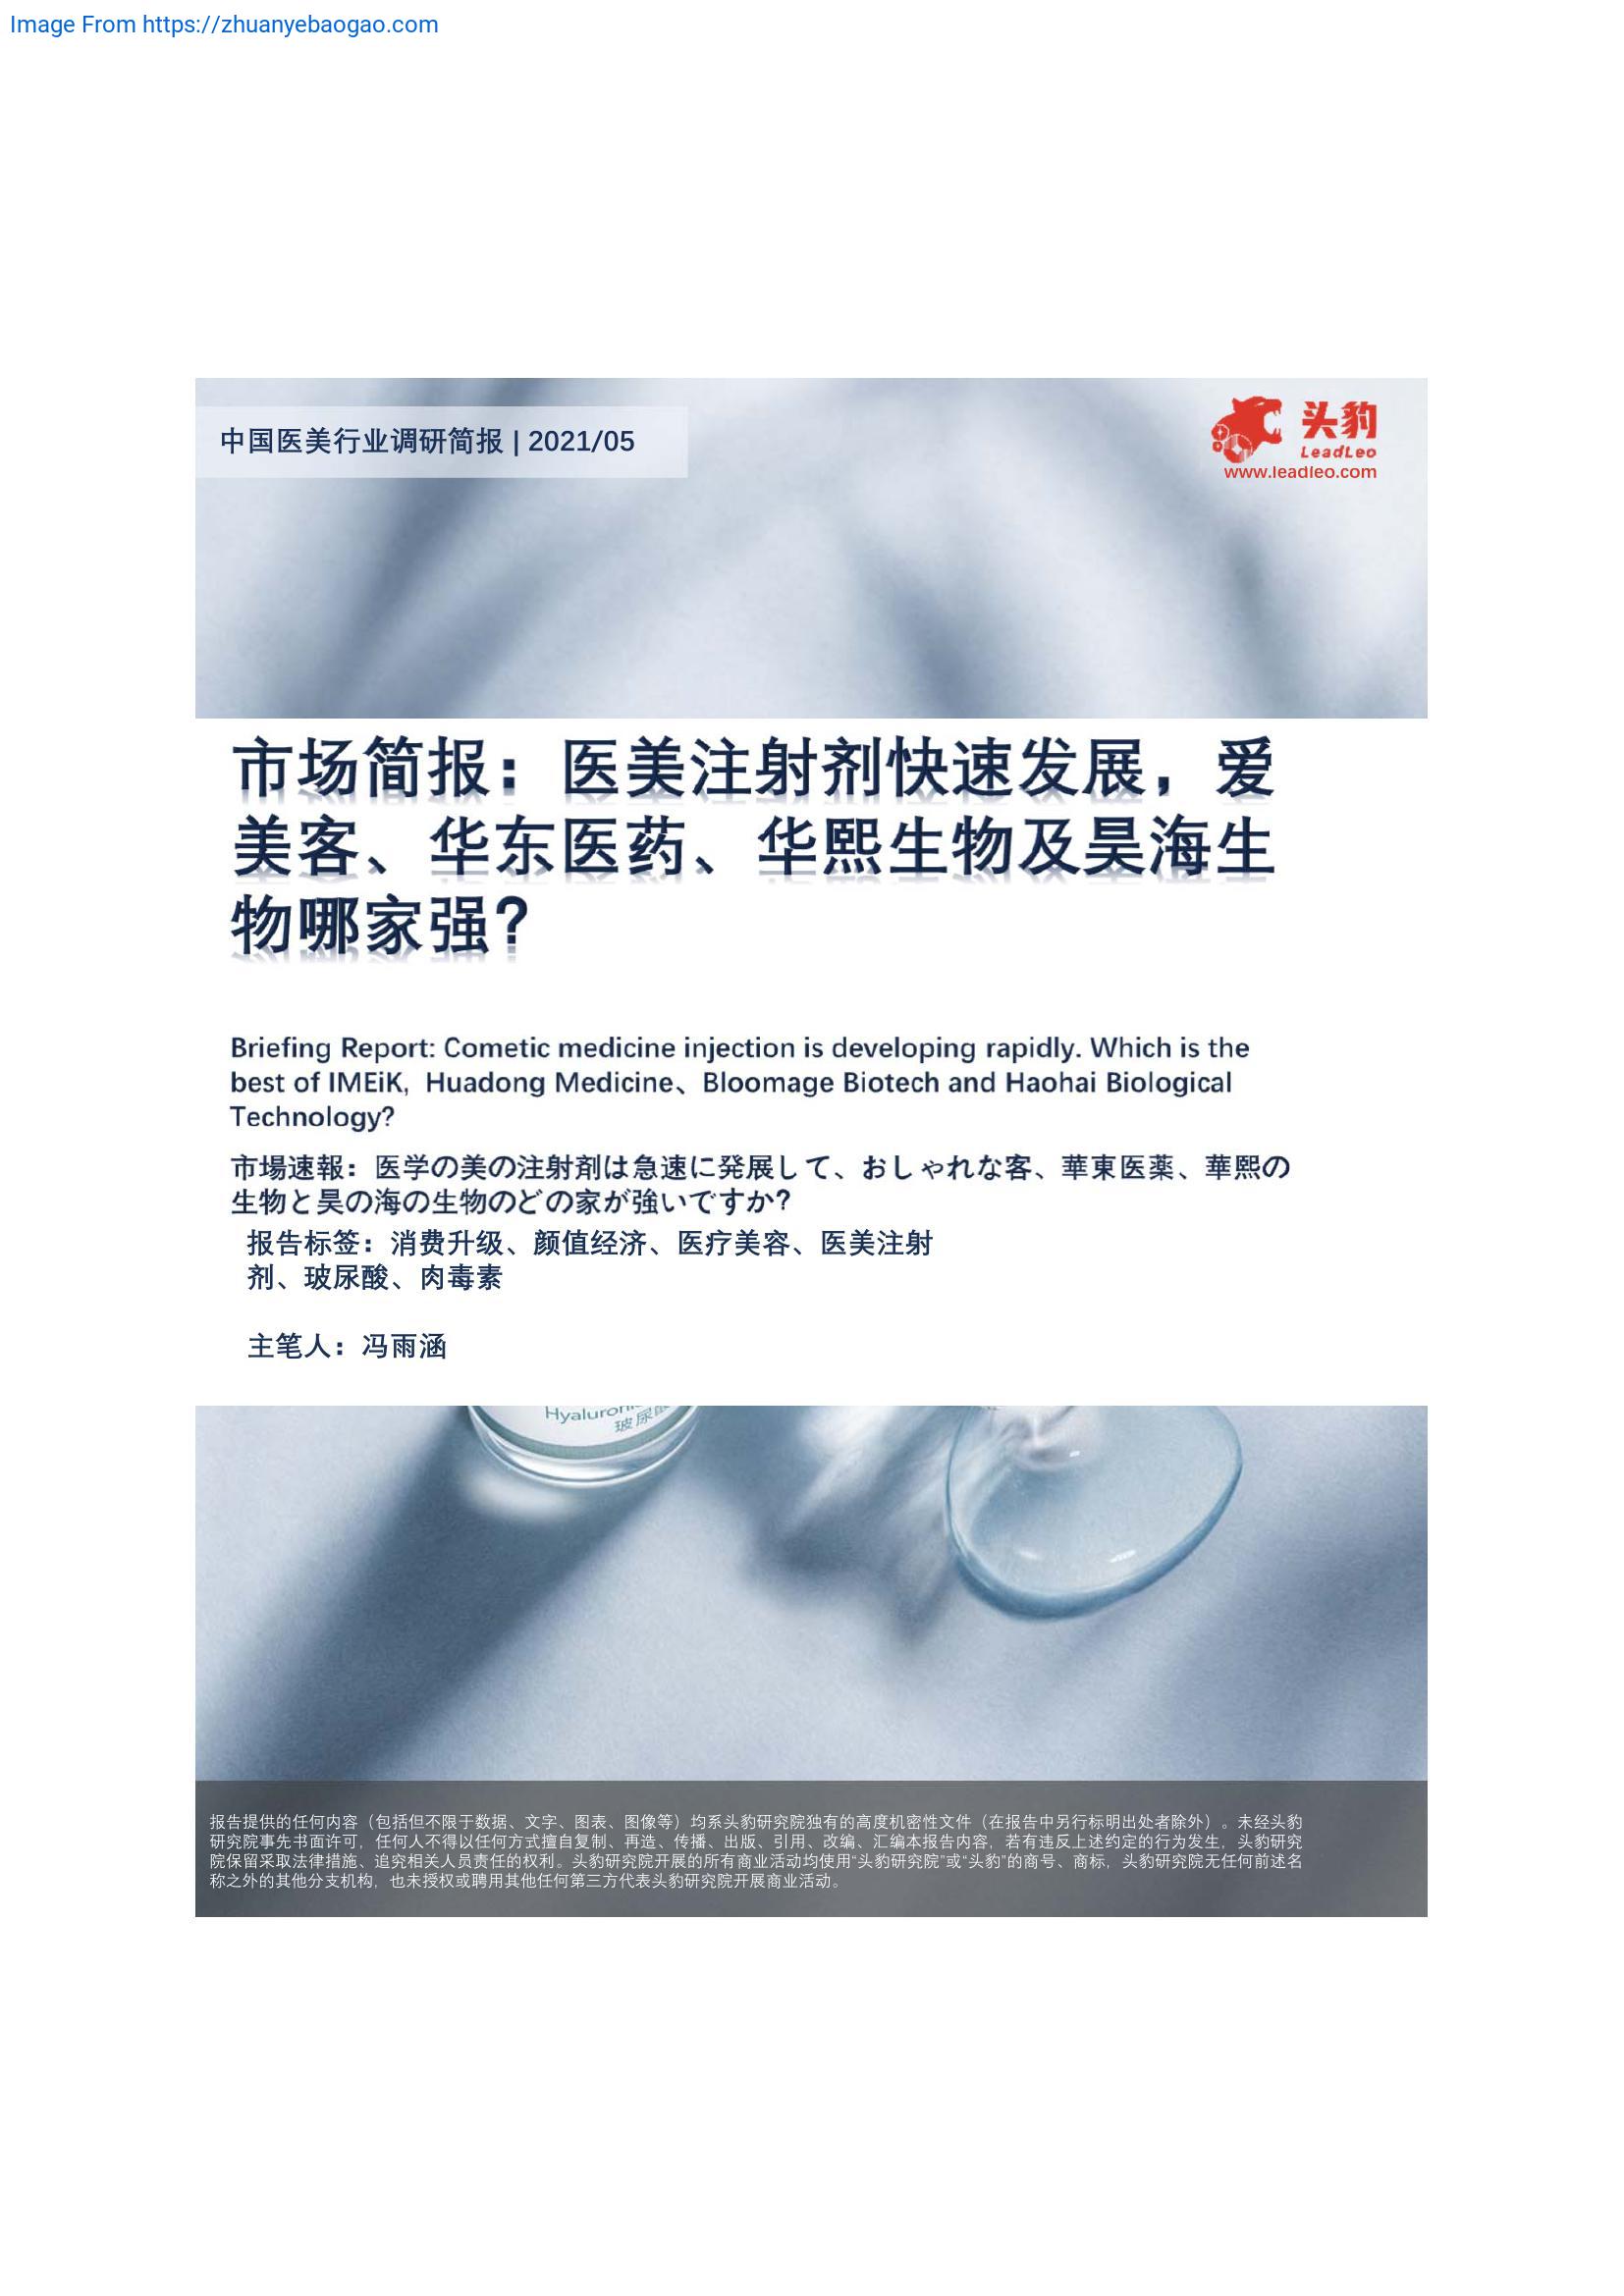 Image From https://zhuanyebaogao.com
中国医美行业调研简报 | 2021/05
头豹
LeadLeo
www.leadleo.com
市场简报：医美注射剂快速发展，爱
美客、华东医药、华熙生物及昊海生
物哪家强?
Briefing Report: Cometic medicine injection is developing rapidly. Which is the
best of IMEiK, Huadong Medicine、Bloomage Biotech and Haohai Biological
Technology?
市場速報：医学の美の注射剤は急速に発展して、おしゃれな客、華東医薬、華熙の
生物と昊の海の生物のどの家が強いですか?
报告标签：消费升级、颜值经济、医疗美容、医美注射
剂、玻尿酸、肉毒素
主笔人：冯雨涵
玻尿
报告提供的任何内容（包括但不限于数据、文字、图表、图像等）均系头豹研究院独有的高度机密性文件（在报告中另行标明出处者除外）。未经头豹
研究院事先书面许可，任何人不得以任何方式擅自复制、再造、传播、出版、引用、改编、汇编本报告内容，若有违反上述约定的行为发生，头豹研究
院保留采取法律措施、追究相关人员责任的权利。头豹研究院开展的所有商业活动均使用“头豹研究院”或“头豹”的商号、商标，头豹研究院无任何前述名
称之外的其他分支机构，也未授权或聘用其他任何第三方代表头豹研究院开展商业活动。